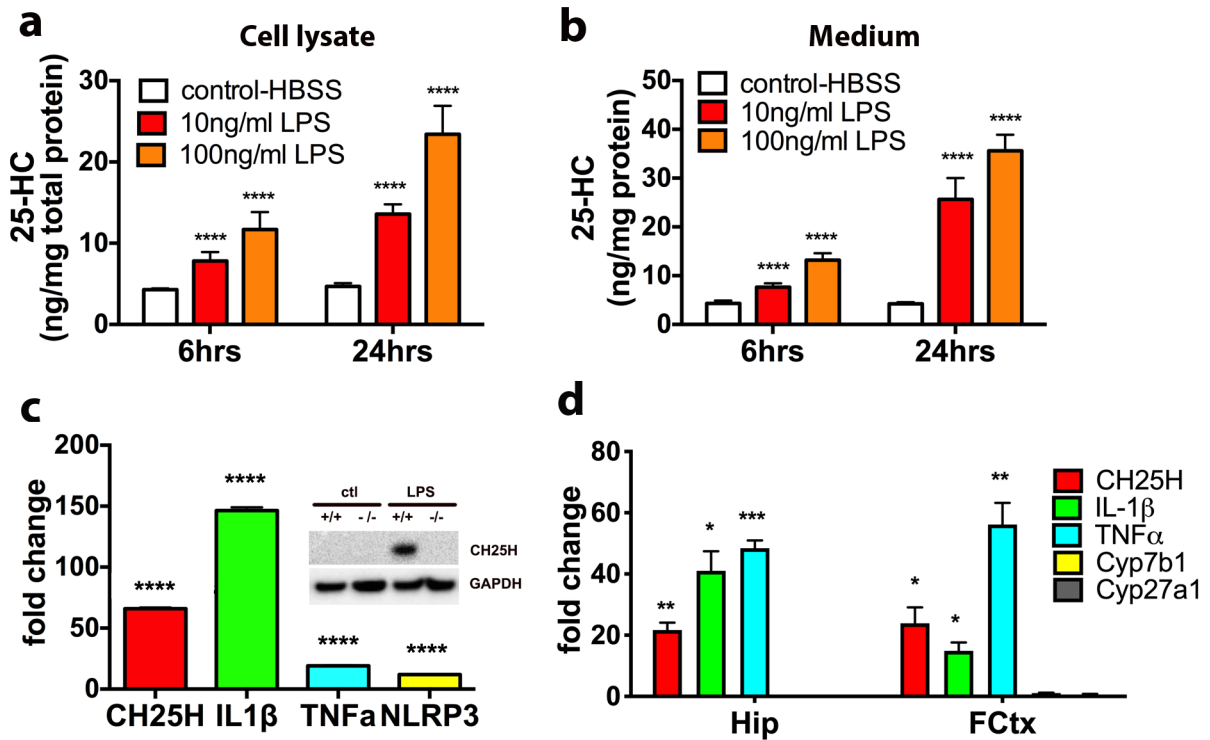 a
Cell lysate
30
20
10
0
25-HC
(ng/mg total protein)
control-HBSS
10ng/ml LPS
100ng/ml LPS
****
****
****
****
6hrs
24hrs
b
Medium
50
40
30
20
10
0
25-HC
(ng/mg protein)
control-HBSS
10ng/ml LPS
100ng/ml LPS
****
****
****
****
6hrs
24hrs
c
200
150
100
50
0
fold change
****
****
****
****
ctl LPS
+/+ - /- +/+ -/-
CH25H
GAPDH
CH25H IL1β TNFa NLRP3
d
80
60
40
20
0
fold change
**
*
***
*
*
**
CH25H
IL-1β
TNFα
Cyp7b1
Cyp27a1
Hip
FCtx